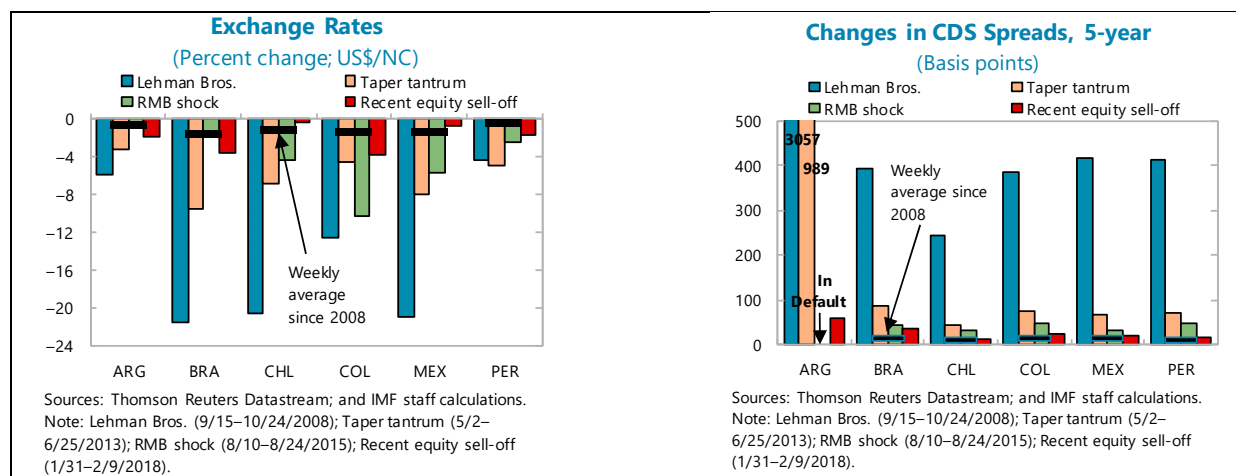 Exchange Rates
(Percent change; US$/NC)
Lehman Bros. Taper tantrum
RMB shock Recent equity sell-off
0
−4
−8
−12
−16
−20
−24
Weekly
average
since 2008
ARG BRA CHL COL MEX PER
Sources: Thomson Reuters Datastream; and IMF staff calculations.
Note: Lehman Bros. (9/15–10/24/2008); Taper tantrum (5/2–
6/25/2013); RMB shock (8/10–8/24/2015); Recent equity sell-off
(1/31–2/9/2018).
Changes in CDS Spreads, 5-year
(Basis points)
Lehman Bros. Taper tantrum
RMB shock Recent equity sell-off
500
400
300
200
100
0
3057
989
Weekly
average since
2008
In
Default
ARG BRA CHL COL MEX PER
Sources: Thomson Reuters Datastream; and IMF staff calculations.
Note: Lehman Bros. (9/15–10/24/2008); Taper tantrum (5/2–
6/25/2013); RMB shock (8/10–8/24/2015); Recent equity sell-off
(1/31–2/9/2018).